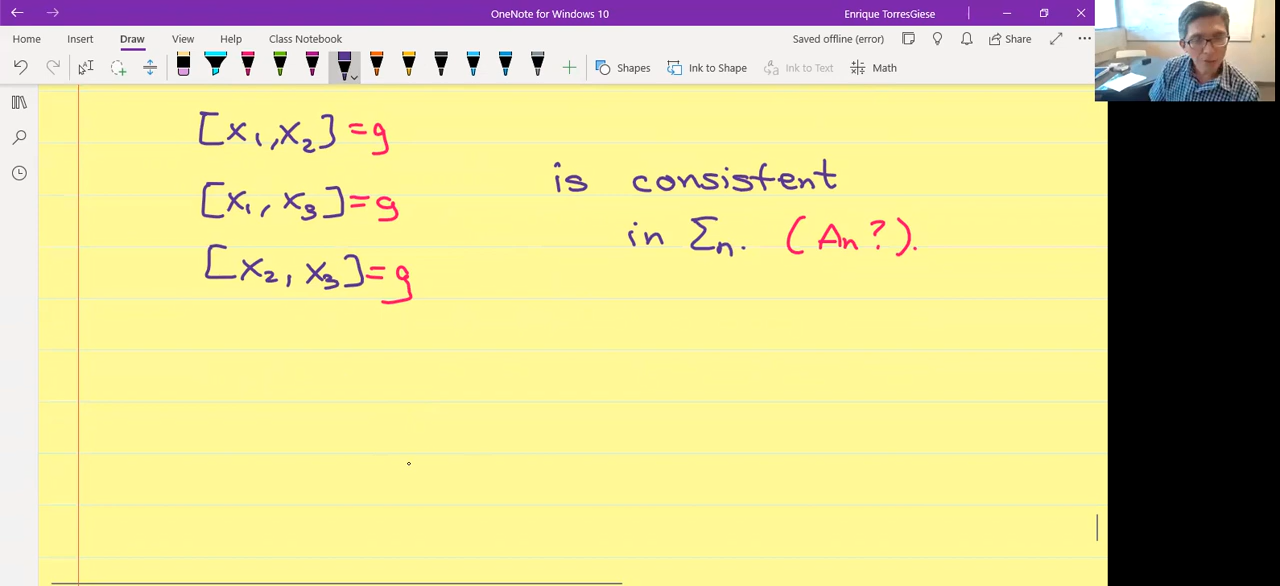 OneNote for Windows 10
Enrique TorresGiese
Home Insert Draw View Help Class Notebook
Saved offline (error) Share
Shapes Ink to Shape Ink to Text Math
[x₁,x₂] = g
[x₁, x₃] = g
[x₂, x₃] = g
is consistent
in Σₙ. (Aₙ?).